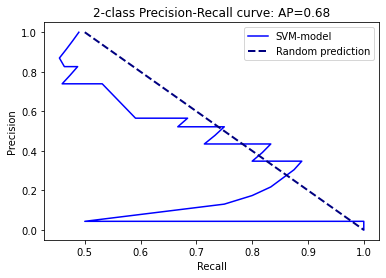 2-class Precision-Recall curve: AP=0.68
SVM-model
Random prediction
Precision
1.0
0.8
0.6
0.4
0.2
0.0
0.5 0.6 0.7 0.8 0.9 1.0
Recall